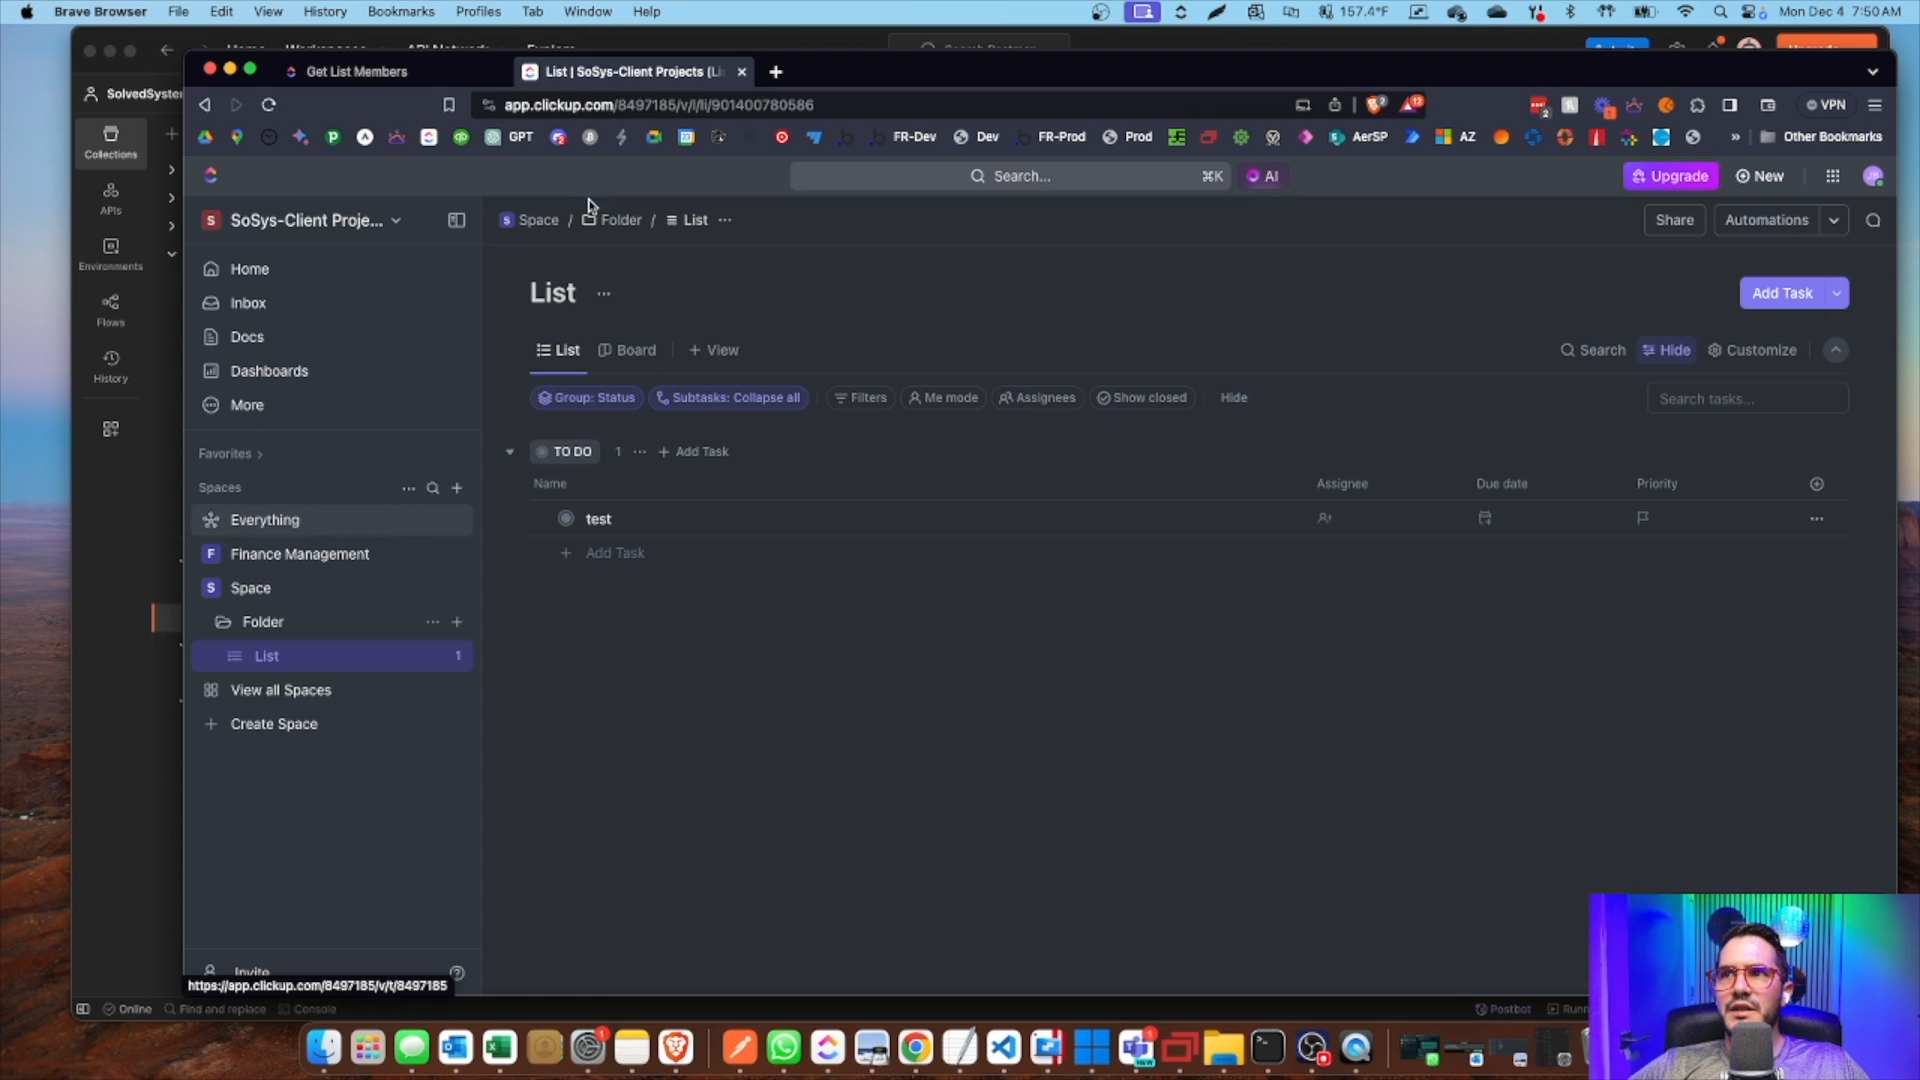 Brave Browser File Edit View History Bookmarks Profiles Tab Window Help 157.4°F Mon Dec 4 7:50 AM
SolvedSyste
Get List Members
List | SoSys-Client Projects (Li
app.clickup.com/8497185/v/l/li/901400780586
VPN
GPT FR-Dev Dev FR-Prod Prod AerSP AZ » Other Bookmarks
Search... ⌘K AI Upgrade New
Collections
APIs
Environments
Flows
History
SoSys-Client Proje...
Home
Inbox
Docs
Dashboards
More
Favorites
Spaces
Everything
F Finance Management
S Space
Folder
List 1
View all Spaces
Create Space
Invite
https://app.clickup.com/8497185/v/t/8497185
S Space / Folder / List
Share Automations
List
Add Task
List Board + View
Search Hide Customize
Group: Status Subtasks: Collapse all Filters Me mode Assignees Show closed Hide
Search tasks...
TO DO 1 + Add Task
Name Assignee Due date Priority
test
+ Add Task
Online Find and replace Console Postbot